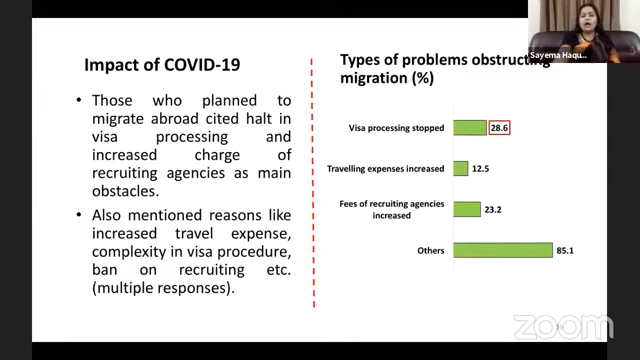 Impact of COVID-19
• Those who planned to
migrate abroad cited halt in
visa processing and
increased charge of
recruiting agencies as main
obstacles.
• Also mentioned reasons like
increased travel expense,
complexity in visa procedure,
ban on recruiting etc.
(multiple responses).
Types of problems obstructing
migration (%)
Visa processing stopped 28.6
Travelling expenses increased 12.5
Fees of recruiting agencies
increased 23.2
Others 85.1
Sayema Haqu...
zoom